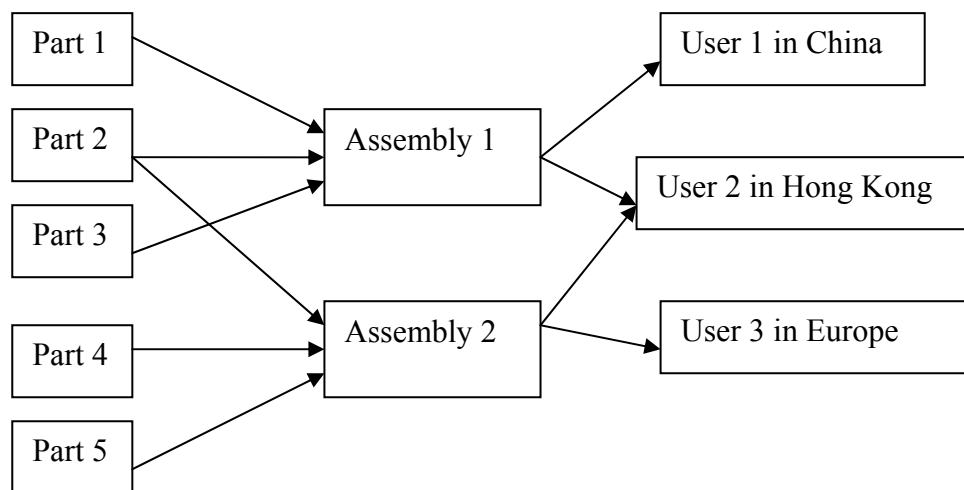 Part 1
Part 2
Part 3
Part 4
Part 5
Assembly 1
Assembly 2
User 1 in China
User 2 in Hong Kong
User 3 in Europe